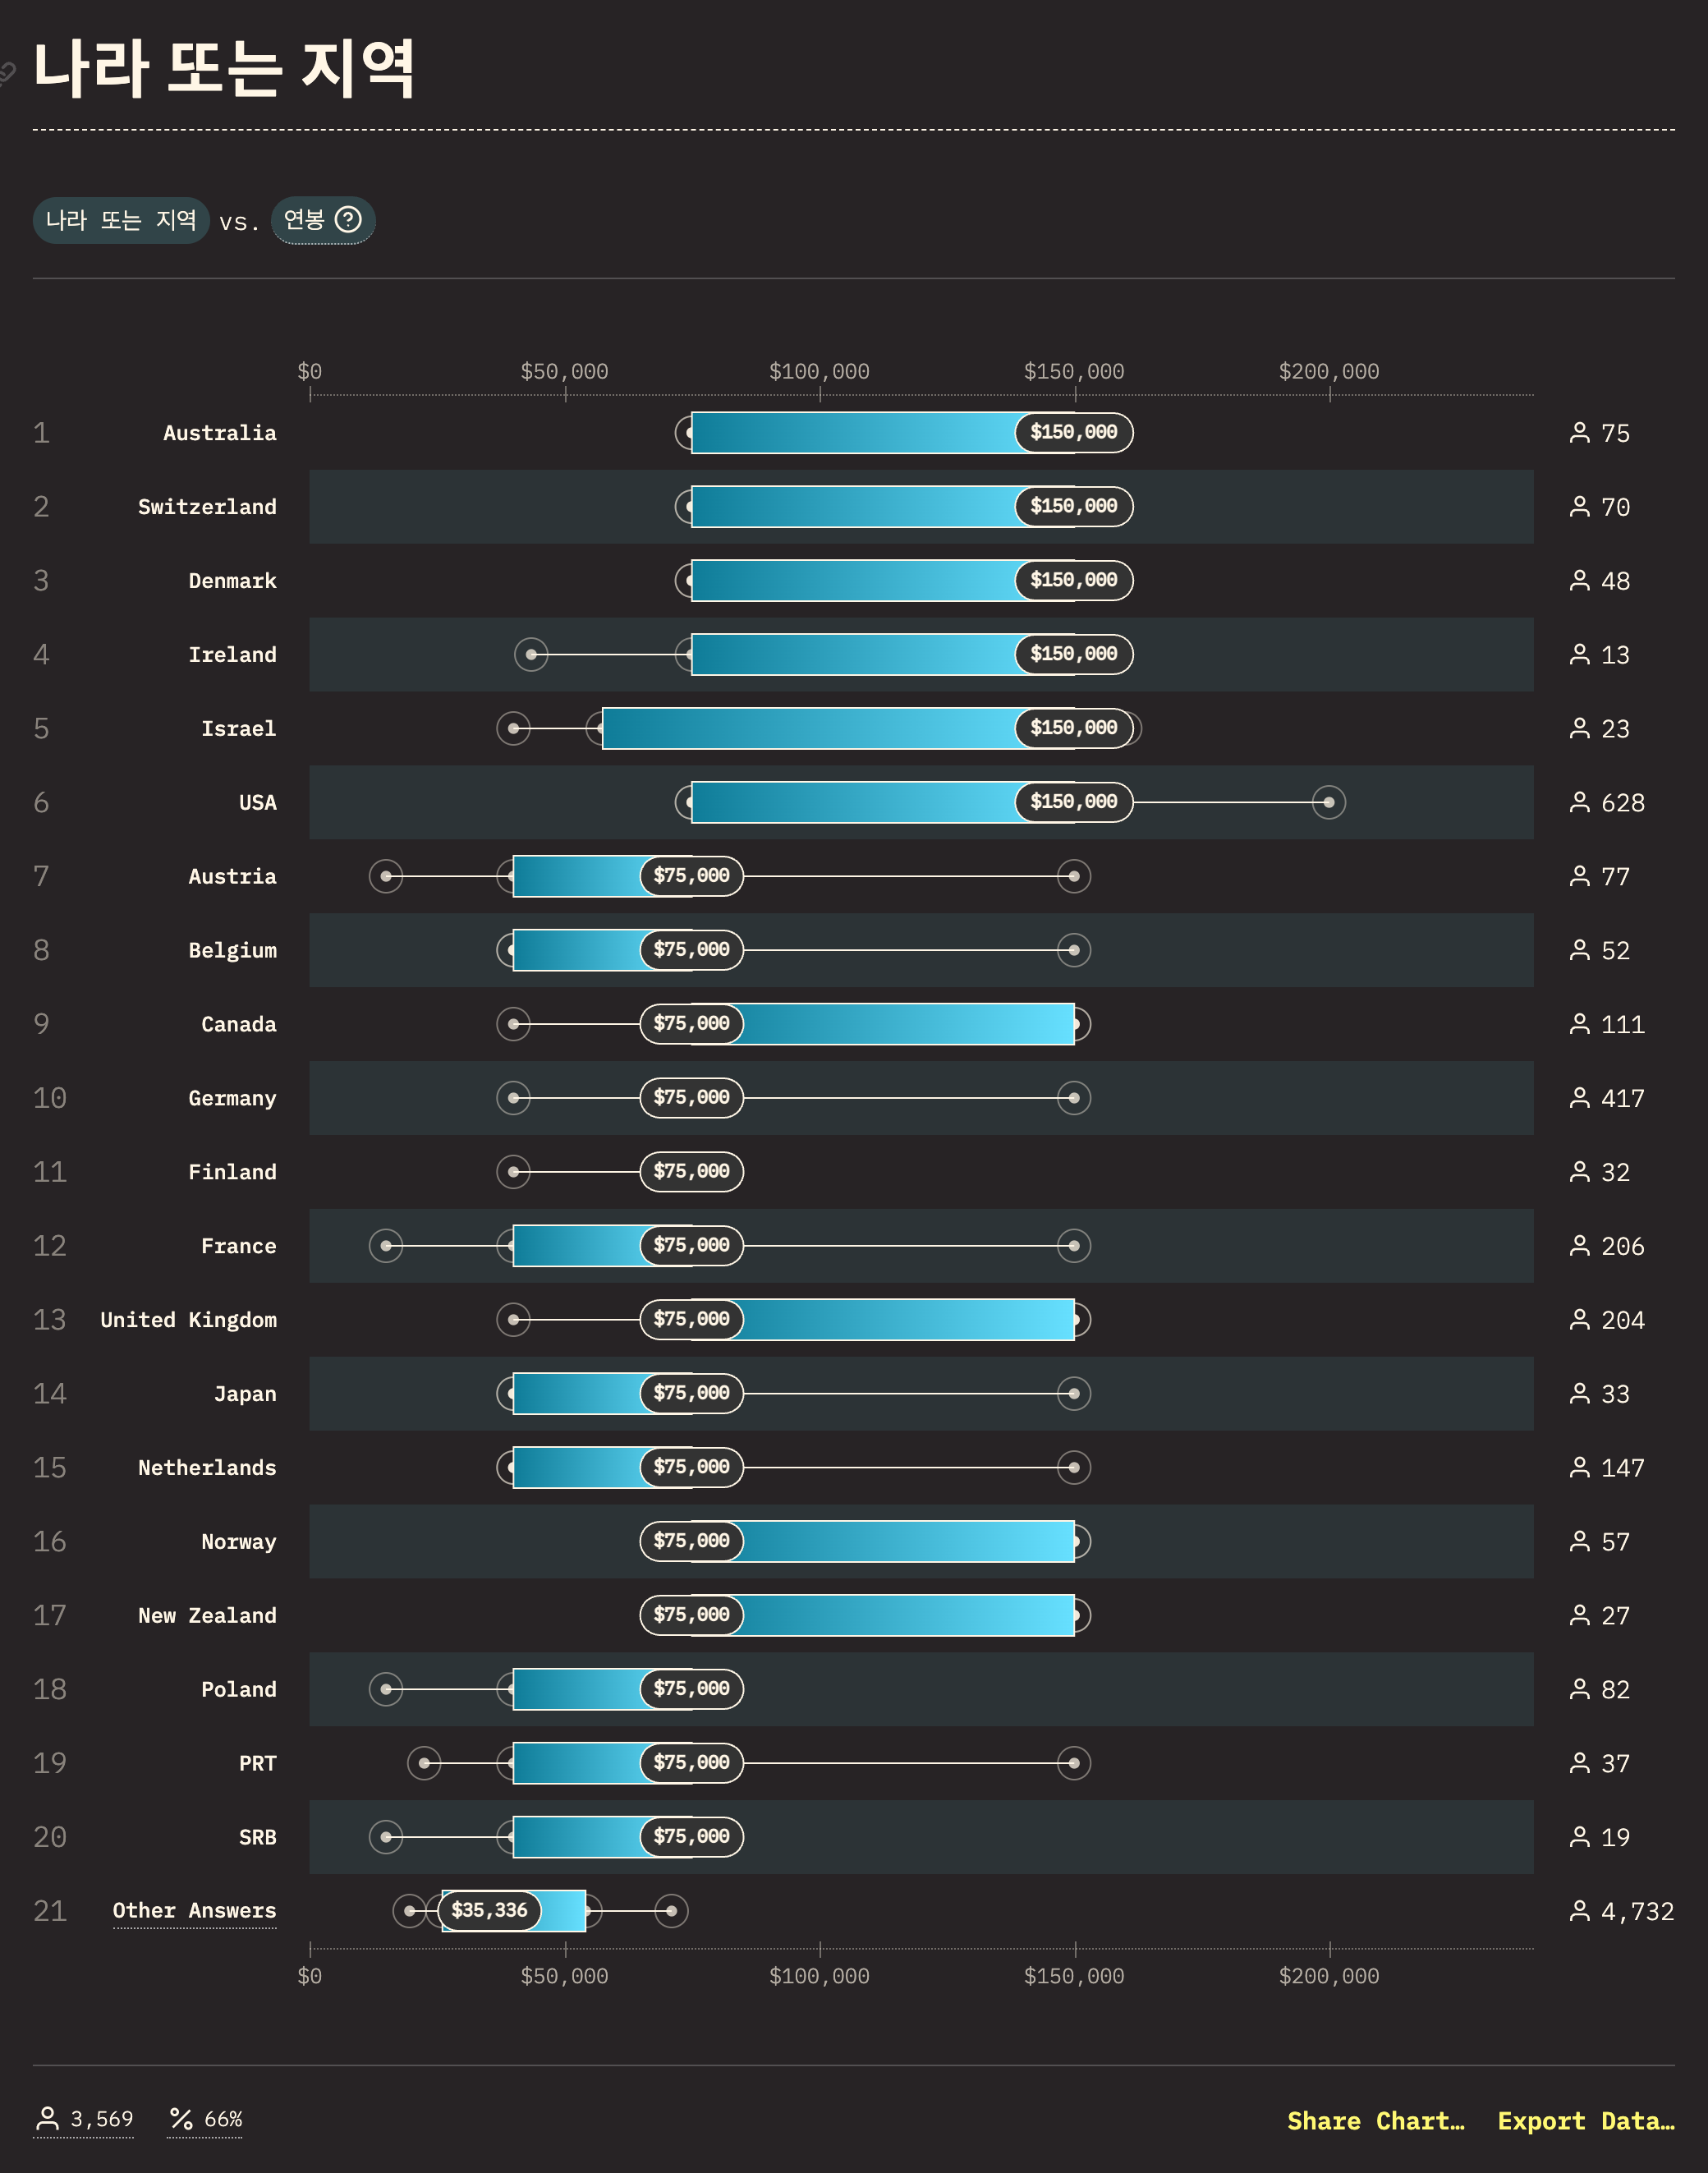 나라 또는 지역
나라 또는 지역 vs. 연봉 ?
$0 $50,000 $100,000 $150,000 $200,000
1 Australia $150,000 75
2 Switzerland $150,000 70
3 Denmark $150,000 48
4 Ireland $150,000 13
5 Israel $150,000 23
6 USA $150,000 628
7 Austria $75,000 77
8 Belgium $75,000 52
9 Canada $75,000 111
10 Germany $75,000 417
11 Finland $75,000 32
12 France $75,000 206
13 United Kingdom $75,000 204
14 Japan $75,000 33
15 Netherlands $75,000 147
16 Norway $75,000 57
17 New Zealand $75,000 27
18 Poland $75,000 82
19 PRT $75,000 37
20 SRB $75,000 19
21 Other Answers $35,336 4,732
$0 $50,000 $100,000 $150,000 $200,000
3,569 % 66% Share Chart… Export Data…